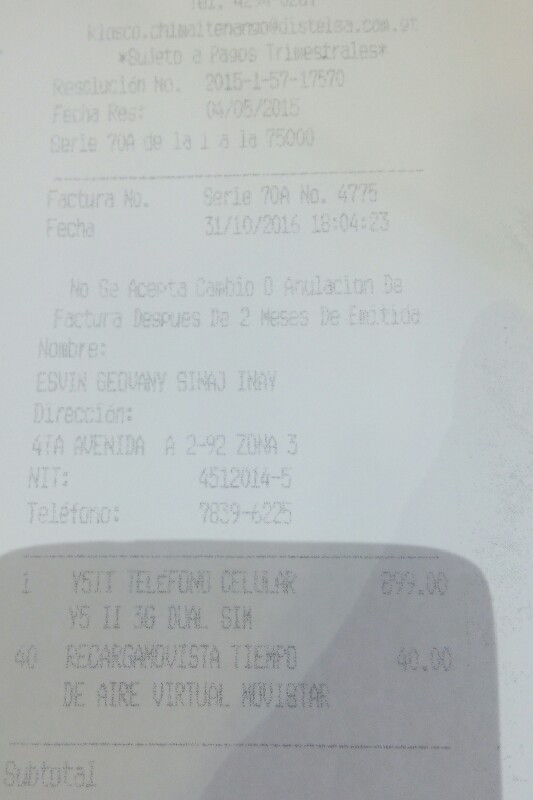 kiosco.chimaltenango@distelsa.com.gt
*Sujeto a Pagos Trimestrales*
Resolución No. 2015-1-57-17570
Fecha Res: 04/05/2015
Serie 70A de la 1 a la 75000
Factura No. Serie 70A No. 4775
Fecha 31/10/2016 18:04:23
No Se Acepta Cambio O Anulacion De
Factura Despues De 2 Meses De Emitida
Nombre:
ESVIN GEOVANY SINAJ INAY
Dirección:
4TA AVENIDA A 2-92 ZONA 3
NIT: 4512014-5
Teléfono: 7839-6225
1 Y5II TELEFONO CELULAR 899.00
Y5 II 3G DUAL SIM
40 RECARGAMOVISTA TIEMPO 40.00
DE AIRE VIRTUAL MOVISTAR
Subtotal